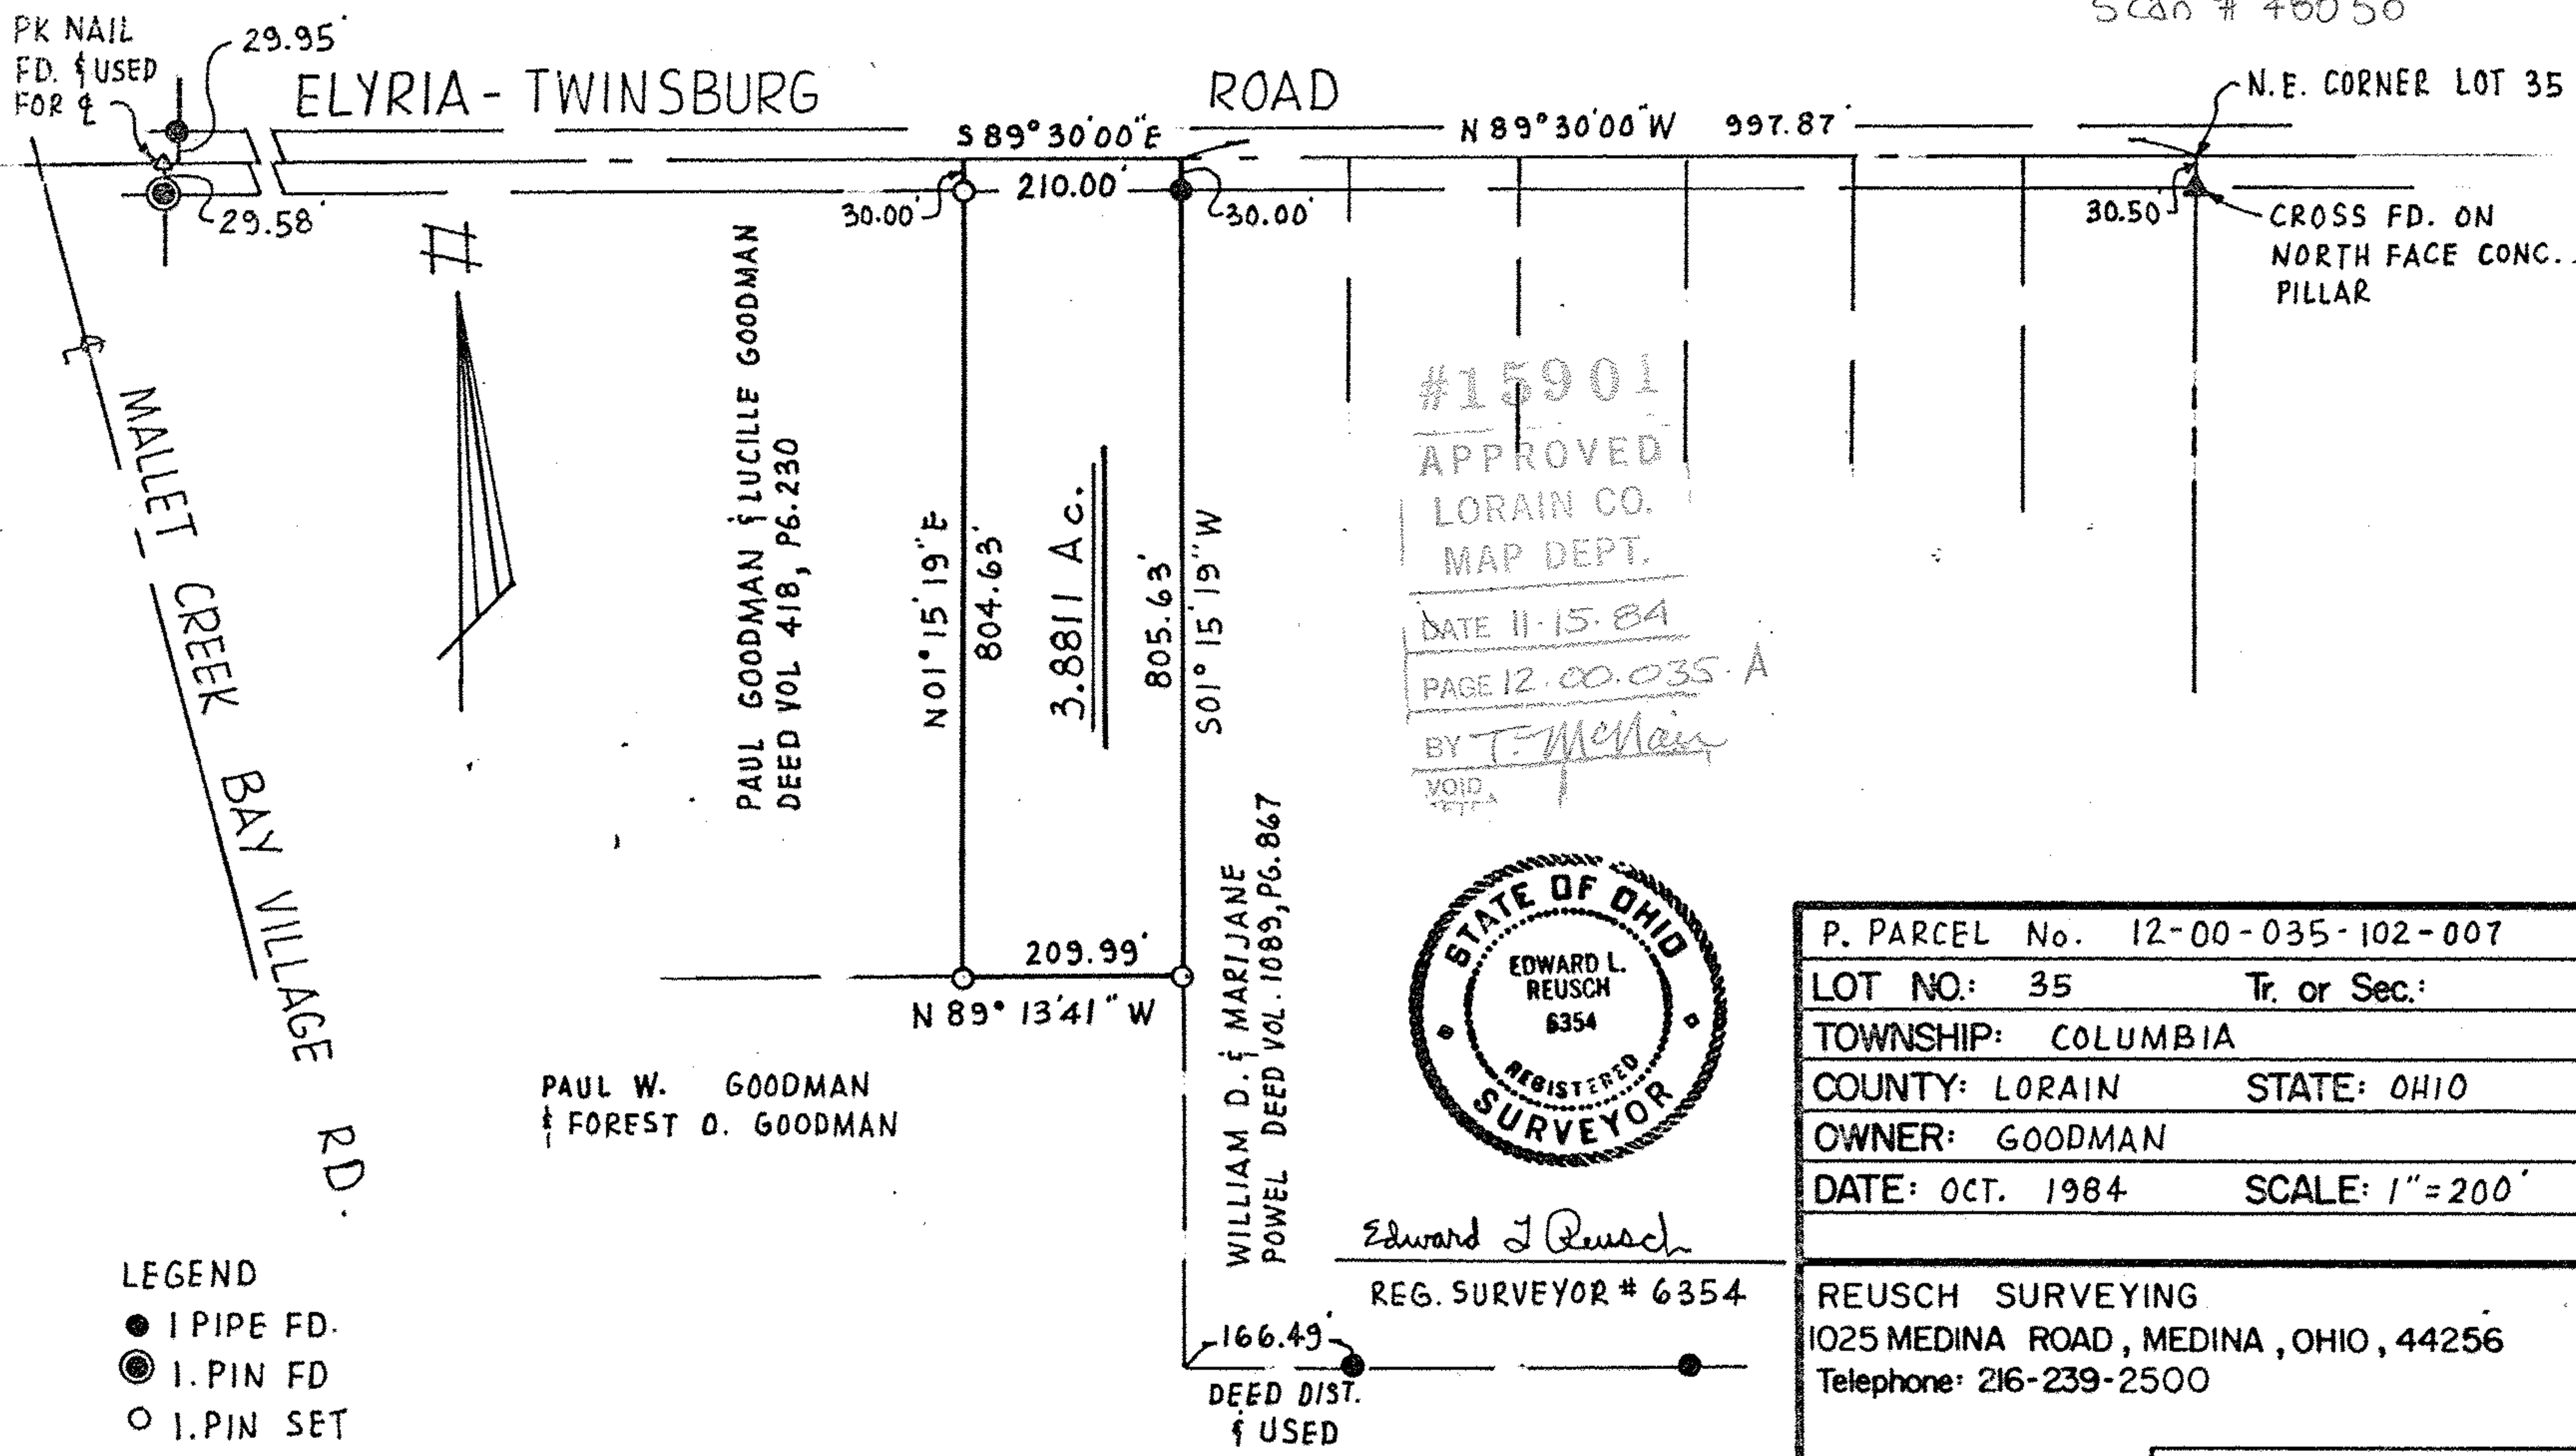 Scan # 48050
PK NAIL
FD. & USED
FOR ℄
29.95'
ELYRIA - TWINSBURG ROAD
N.E. CORNER LOT 35
S 89° 30' 00" E
N 89° 30' 00" W 997.87'
210.00'
29.58'
30.00'
30.00'
30.50'
CROSS FD. ON
NORTH FACE CONC.
PILLAR
℄
MALLET CREEK BAY VILLAGE RD.
PAUL GOODMAN & LUCILLE GOODMAN
DEED VOL 418, PG. 230
N 01° 15' 19" E
804.63'
3.8811 Ac.
805.63'
S 01° 15' 19" W
#15901
APPROVED
LORAIN CO.
MAP DEPT.
DATE 11-15-84
PAGE 12.00.035.A
BY T. McNain
VOID
209.99'
N 89° 13' 41" W
WILLIAM D. & MARIJANE
POWEL DEED VOL. 1089, PG. 867
PAUL W. GOODMAN
& FOREST O. GOODMAN
STATE OF OHIO
EDWARD L.
REUSCH
6354
REGISTERED
SURVEYOR
Edward L Reusch
REG. SURVEYOR # 6354
166.49'
DEED DIST.
& USED
LEGEND
I PIPE FD.
I. PIN FD
I. PIN SET
P. PARCEL No. 12-00-035-102-007
LOT NO.: 35 Tr. or Sec.:
TOWNSHIP: COLUMBIA
COUNTY: LORAIN STATE: OHIO
OWNER: GOODMAN
DATE: OCT. 1984 SCALE: 1" = 200'
REUSCH SURVEYING
1025 MEDINA ROAD, MEDINA, OHIO, 44256
Telephone: 216-239-2500